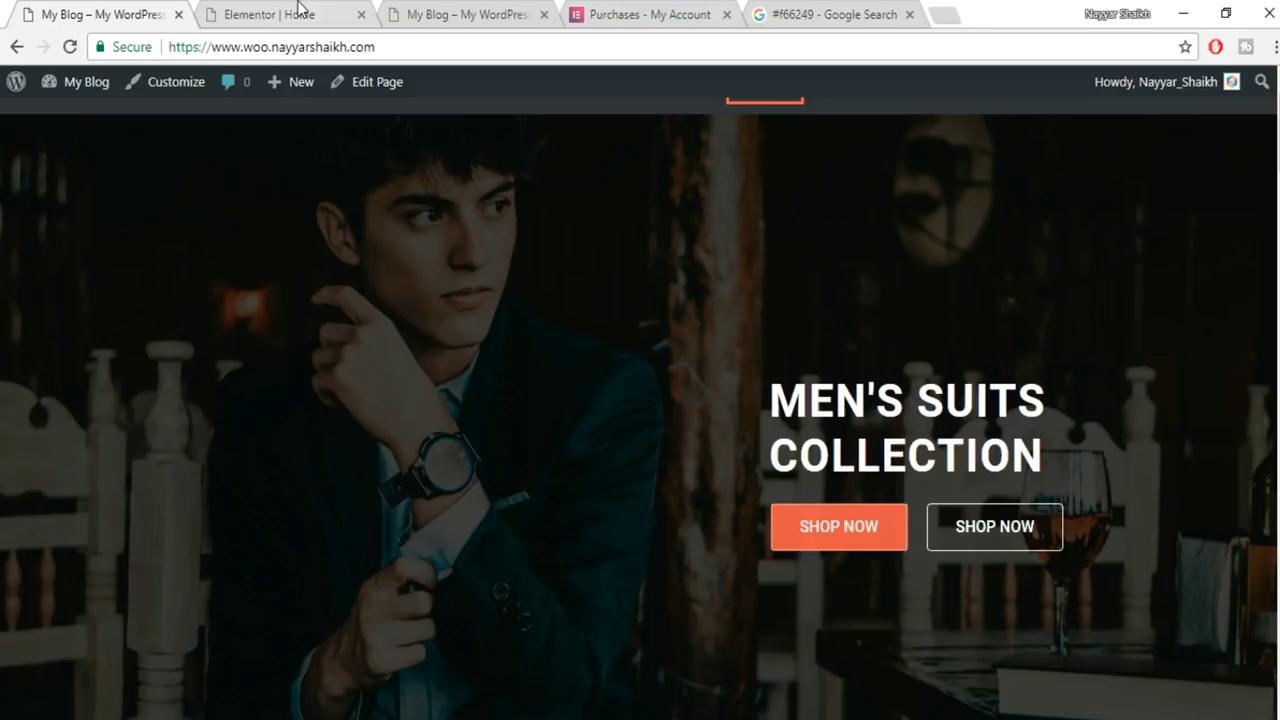 My Blog – My WordPres
Elementor | Home
My Blog – My WordPres
Purchases - My Account
#f66249 - Google Search
Nayyar Shaikh
Secure
https://www.woo.nayyarshaikh.com
My Blog
Customize
0
New
Edit Page
Howdy, Nayyar_Shaikh
MEN'S SUITS
COLLECTION
SHOP NOW
SHOP NOW